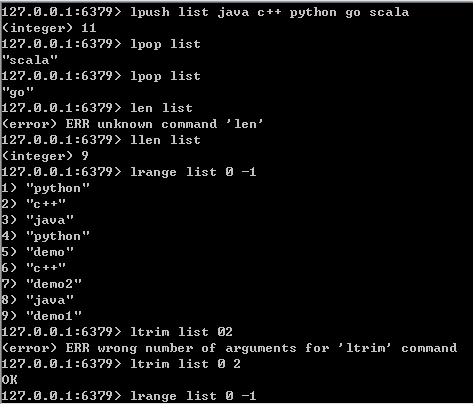 127.0.0.1:6379> lpush list java c++ python go scala
(integer) 11
127.0.0.1:6379> lpop list
"scala"
127.0.0.1:6379> lpop list
"go"
127.0.0.1:6379> len list
(error) ERR unknown command 'len'
127.0.0.1:6379> llen list
(integer) 9
127.0.0.1:6379> lrange list 0 -1
1) "python"
2) "c++"
3) "java"
4) "python"
5) "demo"
6) "c++"
7) "demo2"
8) "java"
9) "demo1"
127.0.0.1:6379> ltrim list 02
(error) ERR wrong number of arguments for 'ltrim' command
127.0.0.1:6379> ltrim list 0 2
OK
127.0.0.1:6379> lrange list 0 -1